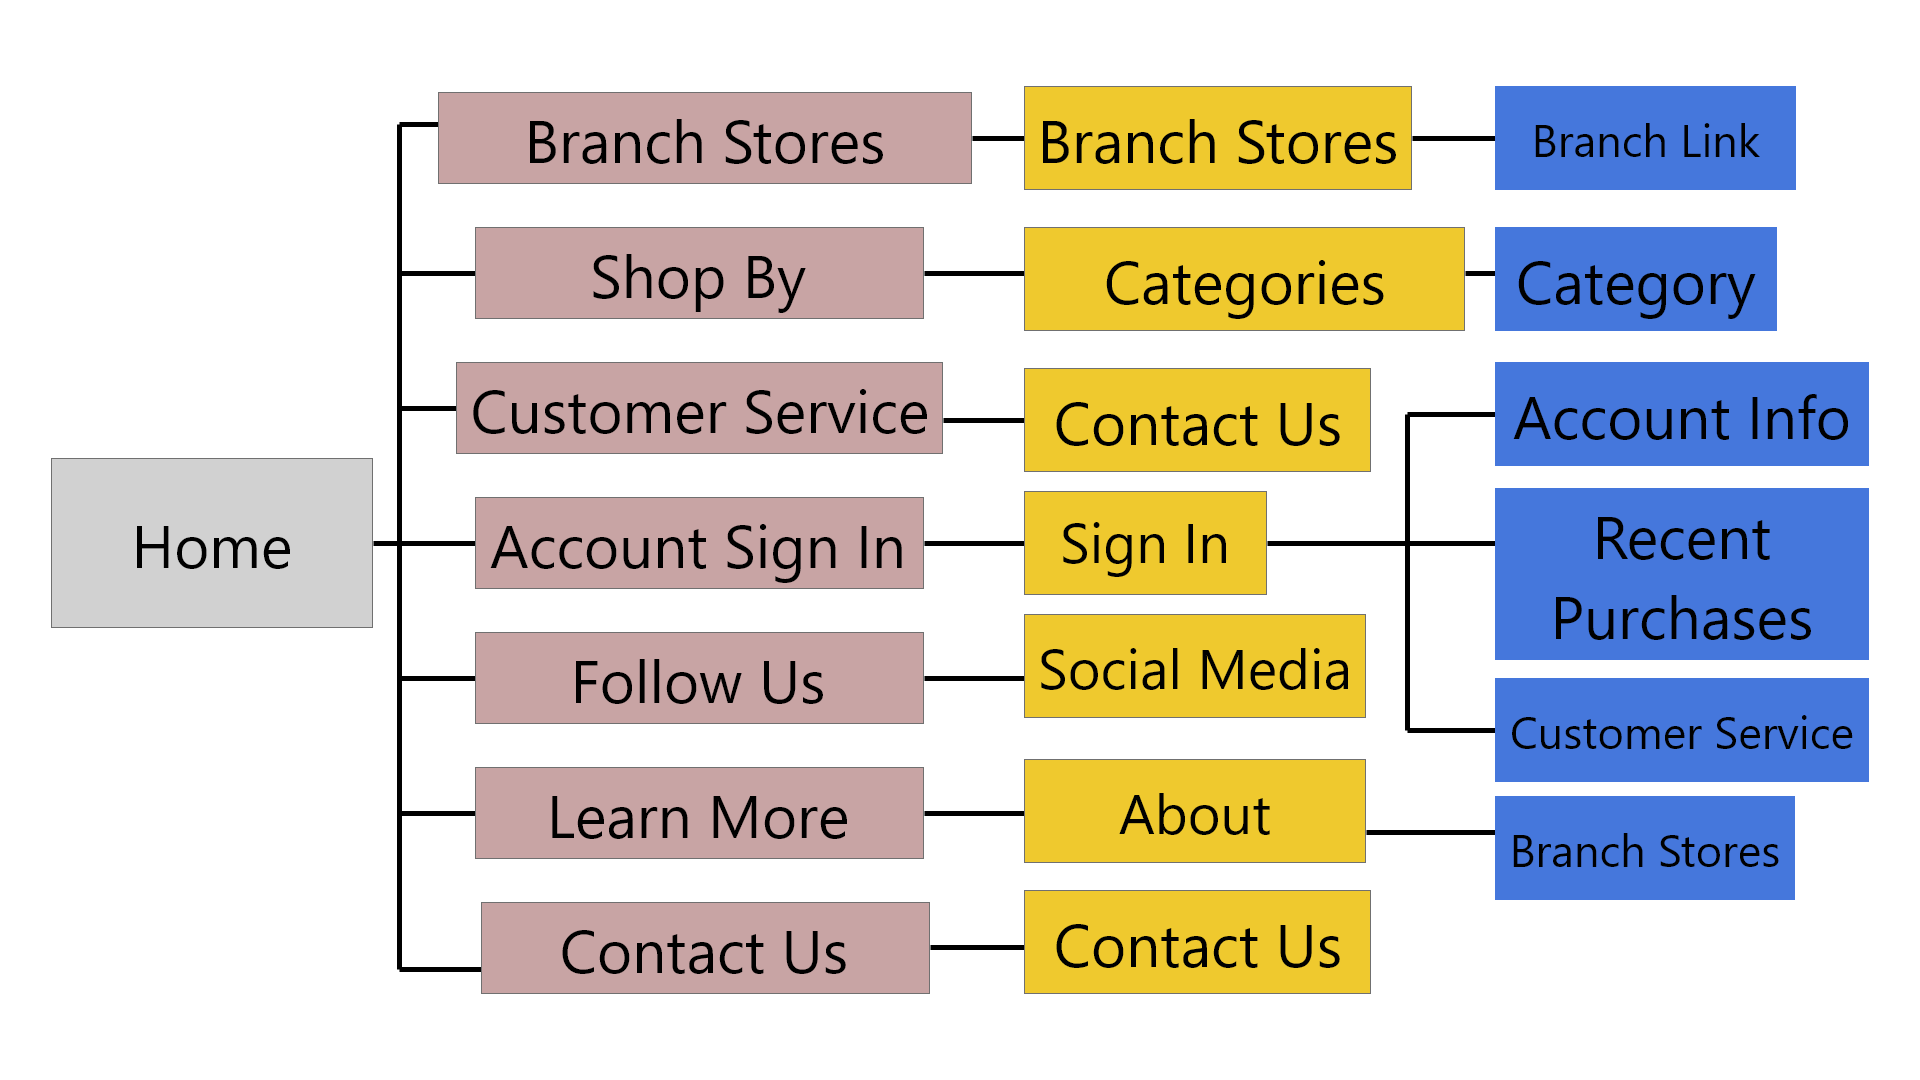 Home
Branch Stores
Branch Stores
Branch Link
Shop By
Categories
Category
Customer Service
Contact Us
Account Sign In
Sign In
Account Info
Recent
Purchases
Customer Service
Follow Us
Social Media
Learn More
About
Branch Stores
Contact Us
Contact Us